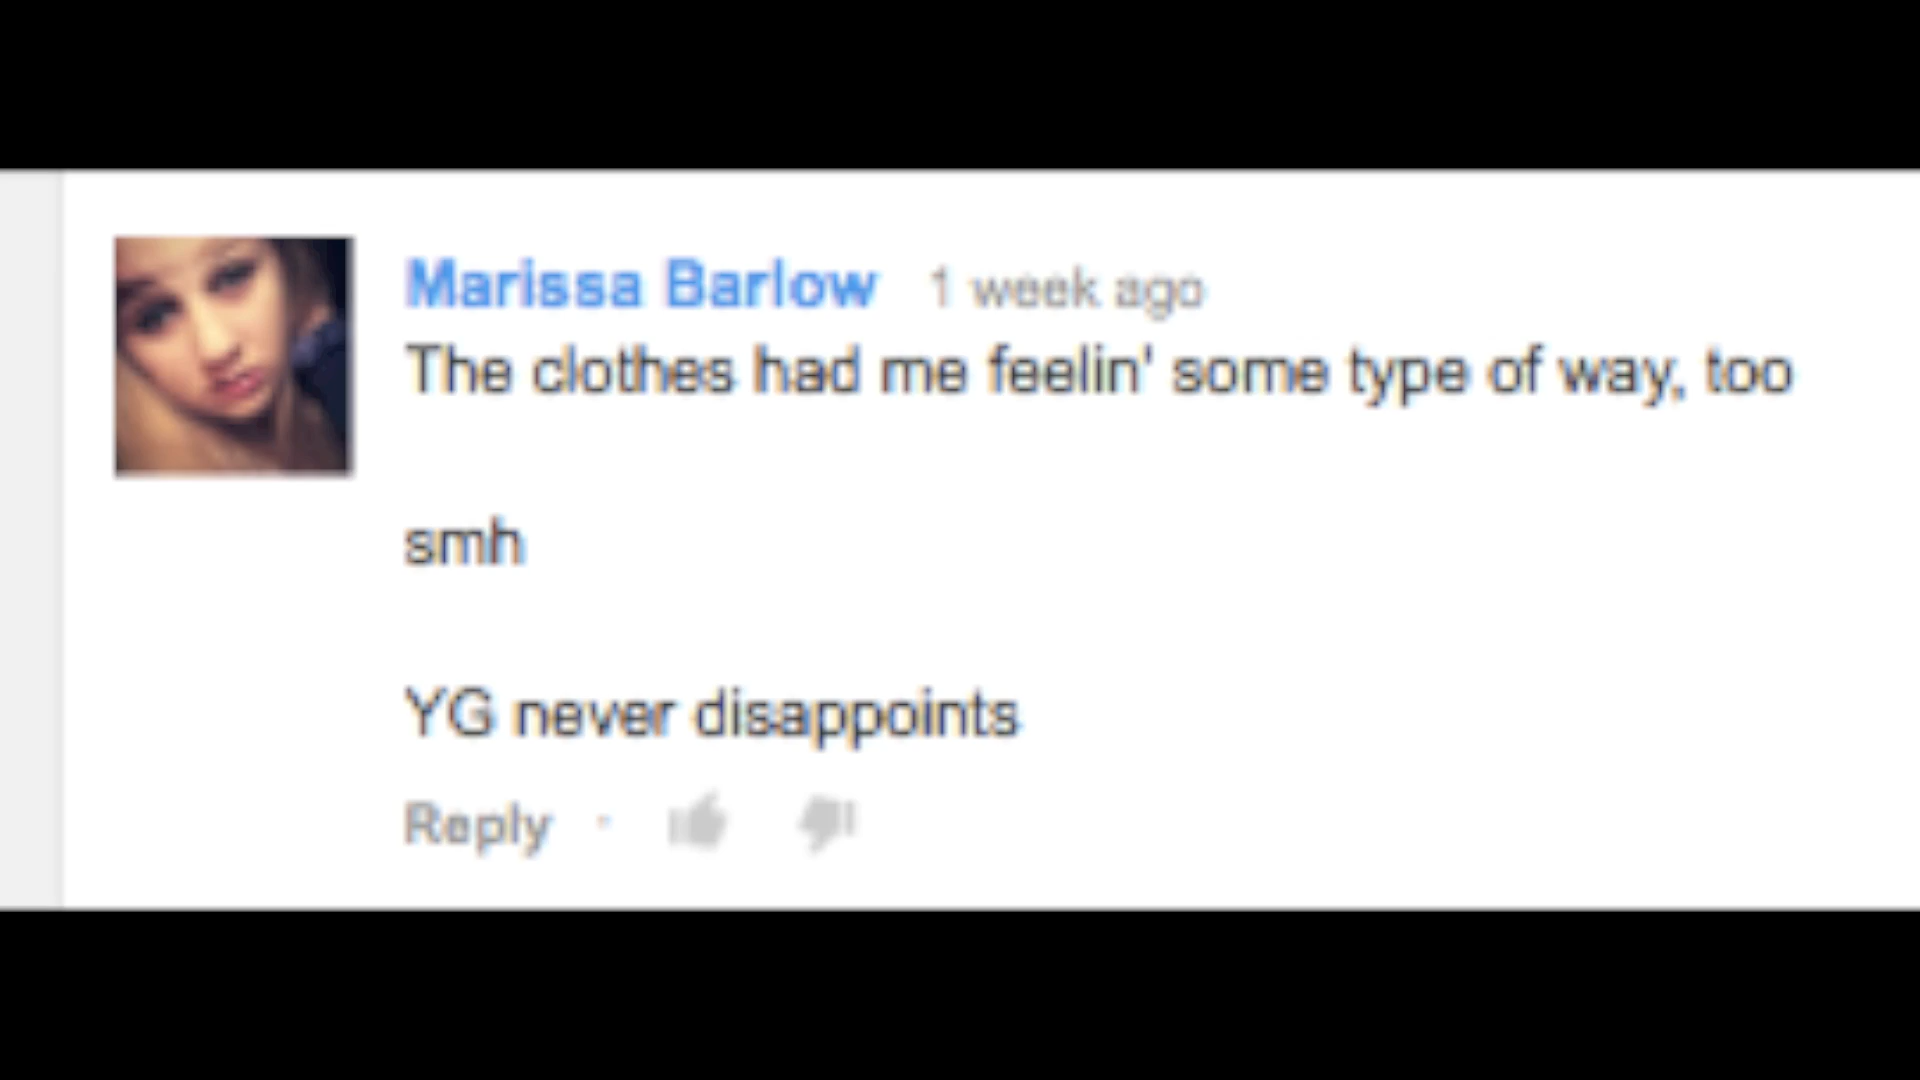 Marissa Barlow 1 week ago
The clothes had me feelin' some type of way, too
smh
YG never disappoints
Reply ·